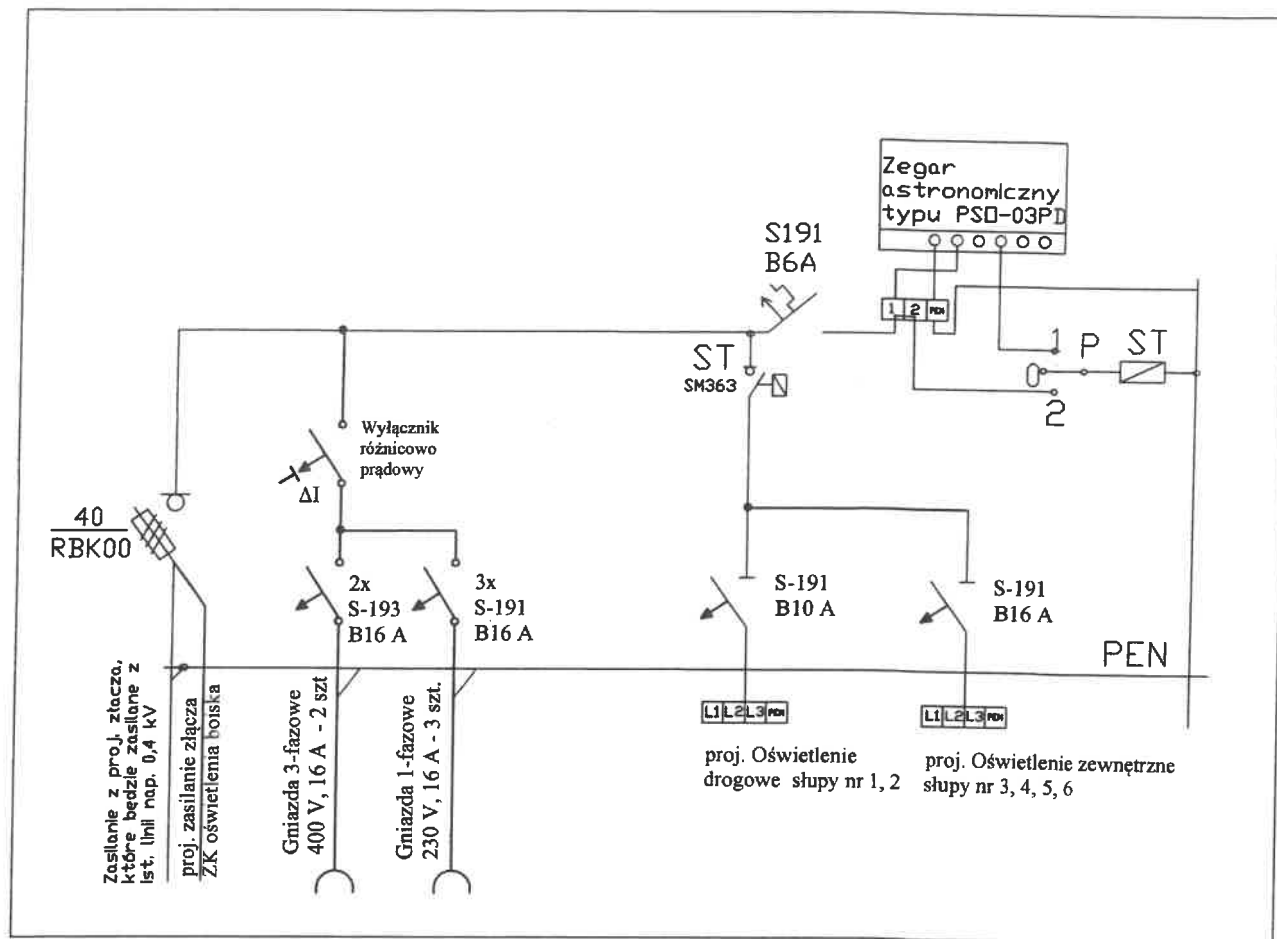 Zegar
astronomiczny
typu PSO-03PD
S191
B6A
1 2 PEN
ST
SM363
1 P ST
2
Wyłącznik
różnicowo
prądowy
ΔI
40
RBK00
2x
S-193
B16 A
3x
S-191
B16 A
S-191
B10 A
S-191
B16 A
PEN
L1 L2 L3 PEN
L1 L2 L3 PEN
proj. Oświetlenie
drogowe słupy nr 1, 2
proj. Oświetlenie zewnętrzne
słupy nr 3, 4, 5, 6
Zasilanie z proj. złacza,
które będzie zasilane z
ist. linii nap. 0,4 kV
proj. zasilanie złącza
ZK oświetlenia boiska
Gniazda 3-fazowe
400 V, 16 A - 2 szt
Gniazda 1-fazowe
230 V, 16 A - 3 szt.